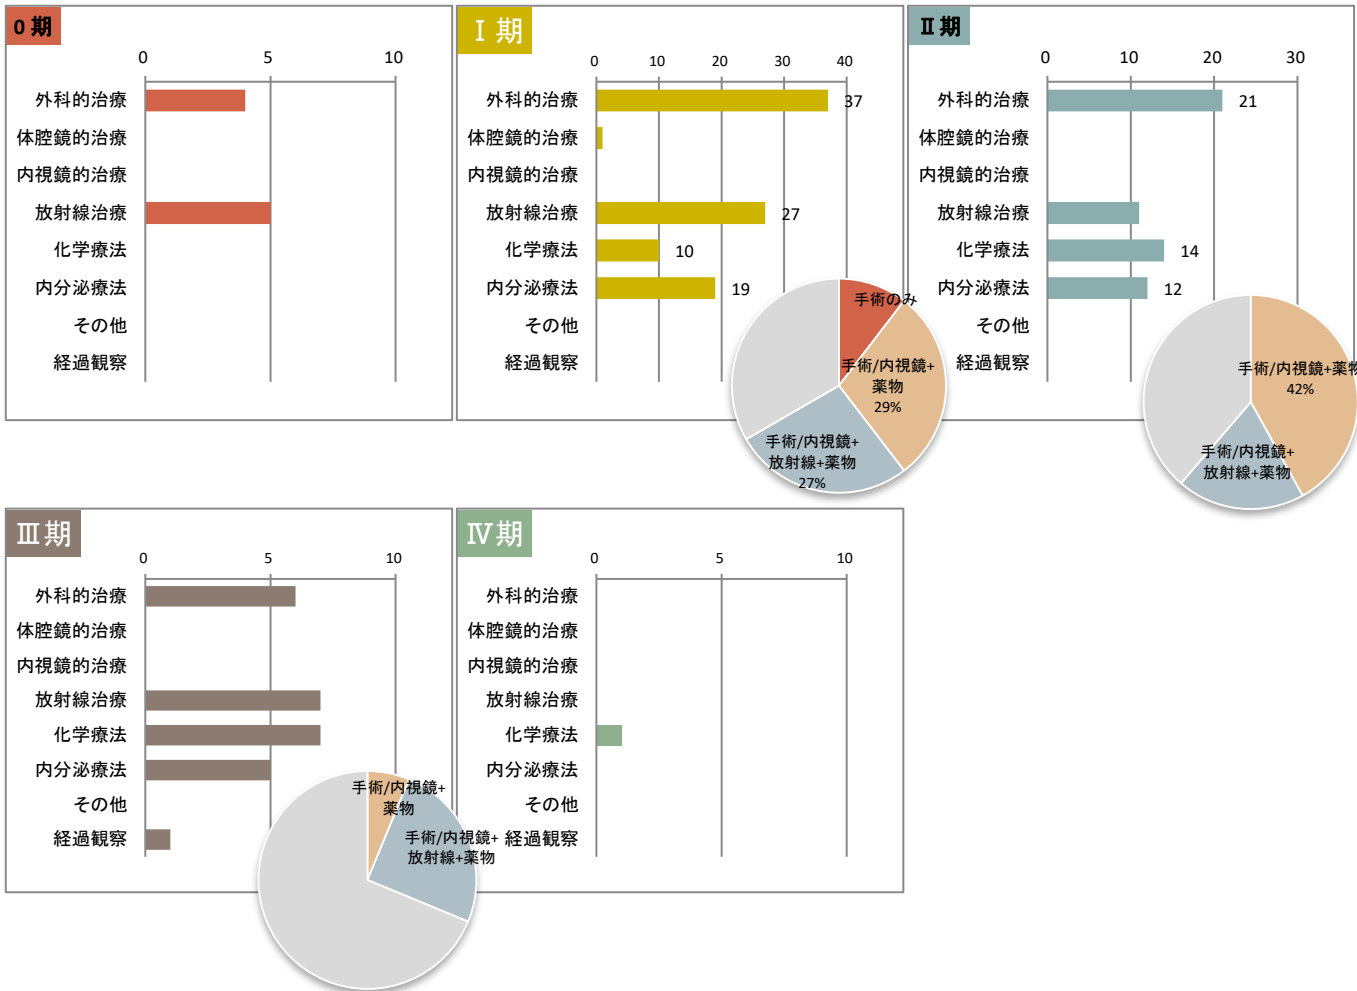 0 期
0 5 10
外科的治療
体腔鏡的治療
内視鏡的治療
放射線治療
化学療法
内分泌療法
その他
経過観察
Ⅰ 期
0 10 20 30 40
外科的治療 37
体腔鏡的治療
内視鏡的治療
放射線治療 27
化学療法 10
内分泌療法 19
その他
経過観察
手術のみ
手術/内視鏡+
薬物
29%
手術/内視鏡+
放射線+薬物
27%
Ⅱ 期
0 10 20 30
外科的治療 21
体腔鏡的治療
内視鏡的治療
放射線治療
化学療法 14
内分泌療法 12
その他
経過観察
手術/内視鏡+薬物
42%
手術/内視鏡+
放射線+薬物
Ⅲ 期
0 5 10
外科的治療
体腔鏡的治療
内視鏡的治療
放射線治療
化学療法
内分泌療法
その他
経過観察
手術/内視鏡+
薬物
手術/内視鏡+
放射線+薬物
Ⅳ 期
0 5 10
外科的治療
体腔鏡的治療
内視鏡的治療
放射線治療
化学療法
内分泌療法
その他
経過観察